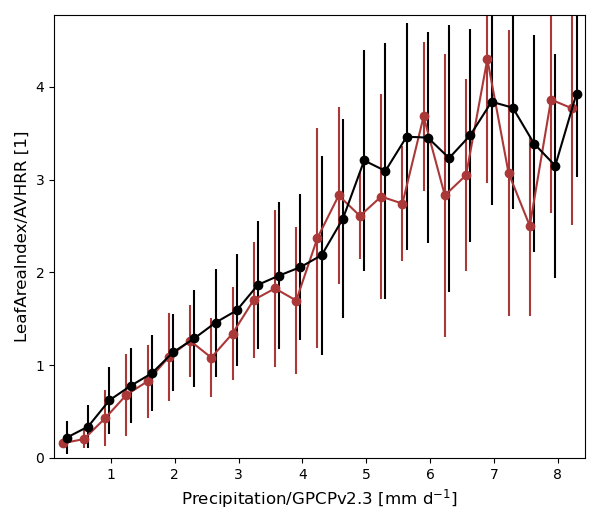 LeafAreaIndex/AVHRR [1]
4
3
2
1
0
1 2 3 4 5 6 7 8
Precipitation/GPCPv2.3 [mm d⁻¹]